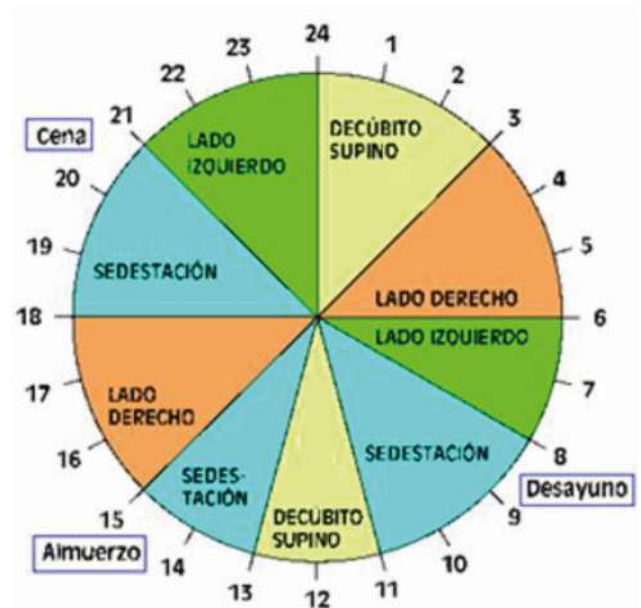 24
1
2
3
4
5
6
7
8
9
10
11
12
13
14
15
16
17
18
19
20
21
22
23
Cena
Desayuno
Almuerzo
DECÚBITO
SUPINO
LADO DERECHO
LADO IZQUIERDO
SEDESTACIÓN
DECÚBITO
SUPINO
SEDES-
TACIÓN
LADO
DERECHO
SEDESTACIÓN
LADO
IZQUIERDO